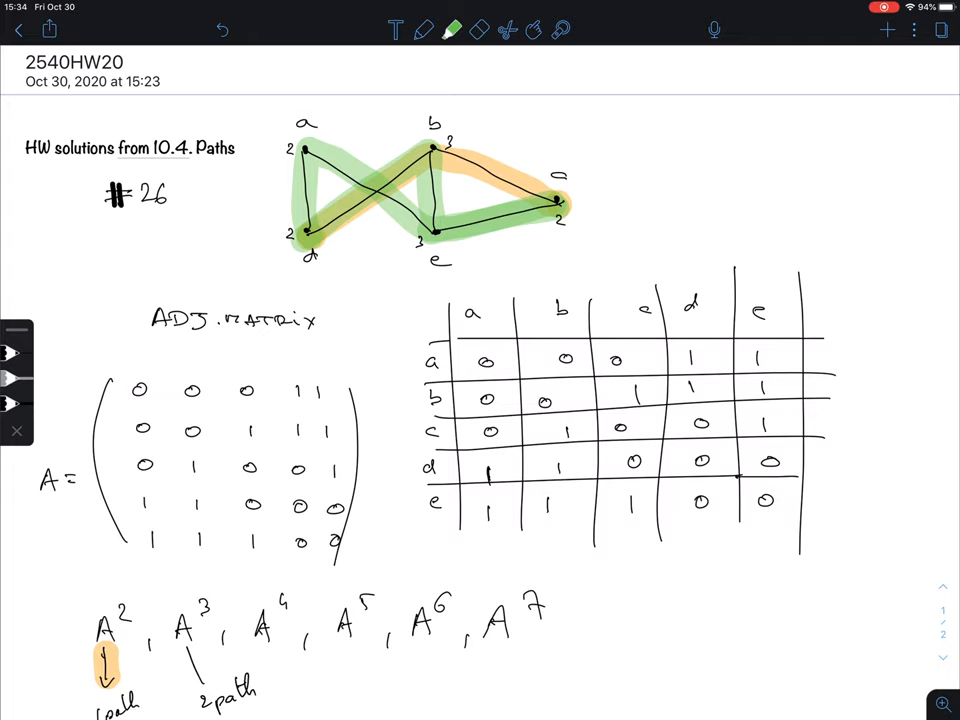 15:34 Fri Oct 30
94%
2540HW20
Oct 30, 2020 at 15:23
HW solutions from 10.4. Paths
# 26
a
b
2
3
c
2
2
3
d
e
ADJ. MATRIX
A =
0 0 0 1 1
0 0 1 1 1
0 1 0 0 1
1 1 0 0 0
1 1 1 0 0
a b c d e
a 0 0 0 1 1
b 0 0 1 1 1
c 0 1 0 0 1
d 1 1 0 0 0
e 1 1 1 0 0
A², A³, A⁴, A⁵, A⁶, A⁷
1path
2path
1
/
2